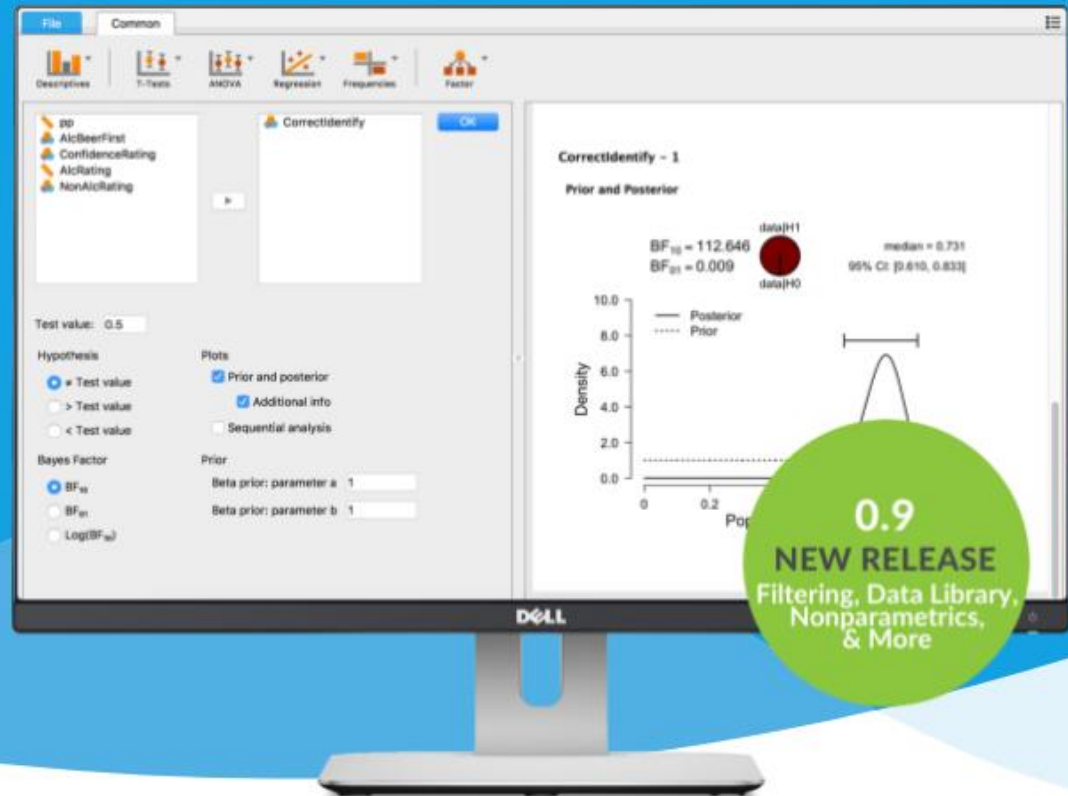 File
Common
Descriptives
T-Tests
ANOVA
Regression
Frequencies
Factor
pp
AlcBeerFirst
ConfidenceRating
AlcRating
NonAlcRating
CorrectIdentify
OK
Test value: 0.5
Hypothesis
≠ Test value
> Test value
< Test value
Plots
Prior and posterior
Additional info
Sequential analysis
Bayes Factor
BF₁₀
BF₀₁
Log(BF₁₀)
Prior
Beta prior: parameter a 1
Beta prior: parameter b 1
CorrectIdentify – 1
Prior and Posterior
data|H1
BF₁₀ = 112.646
BF₀₁ = 0.009
data|H0
median = 0.731
95% CI: [0.610, 0.833]
Posterior
Prior
Density
10.0
8.0
6.0
4.0
2.0
0.0
0
0.2
Pop
0.9
NEW RELEASE
Filtering, Data Library,
Nonparametrics,
& More
DELL